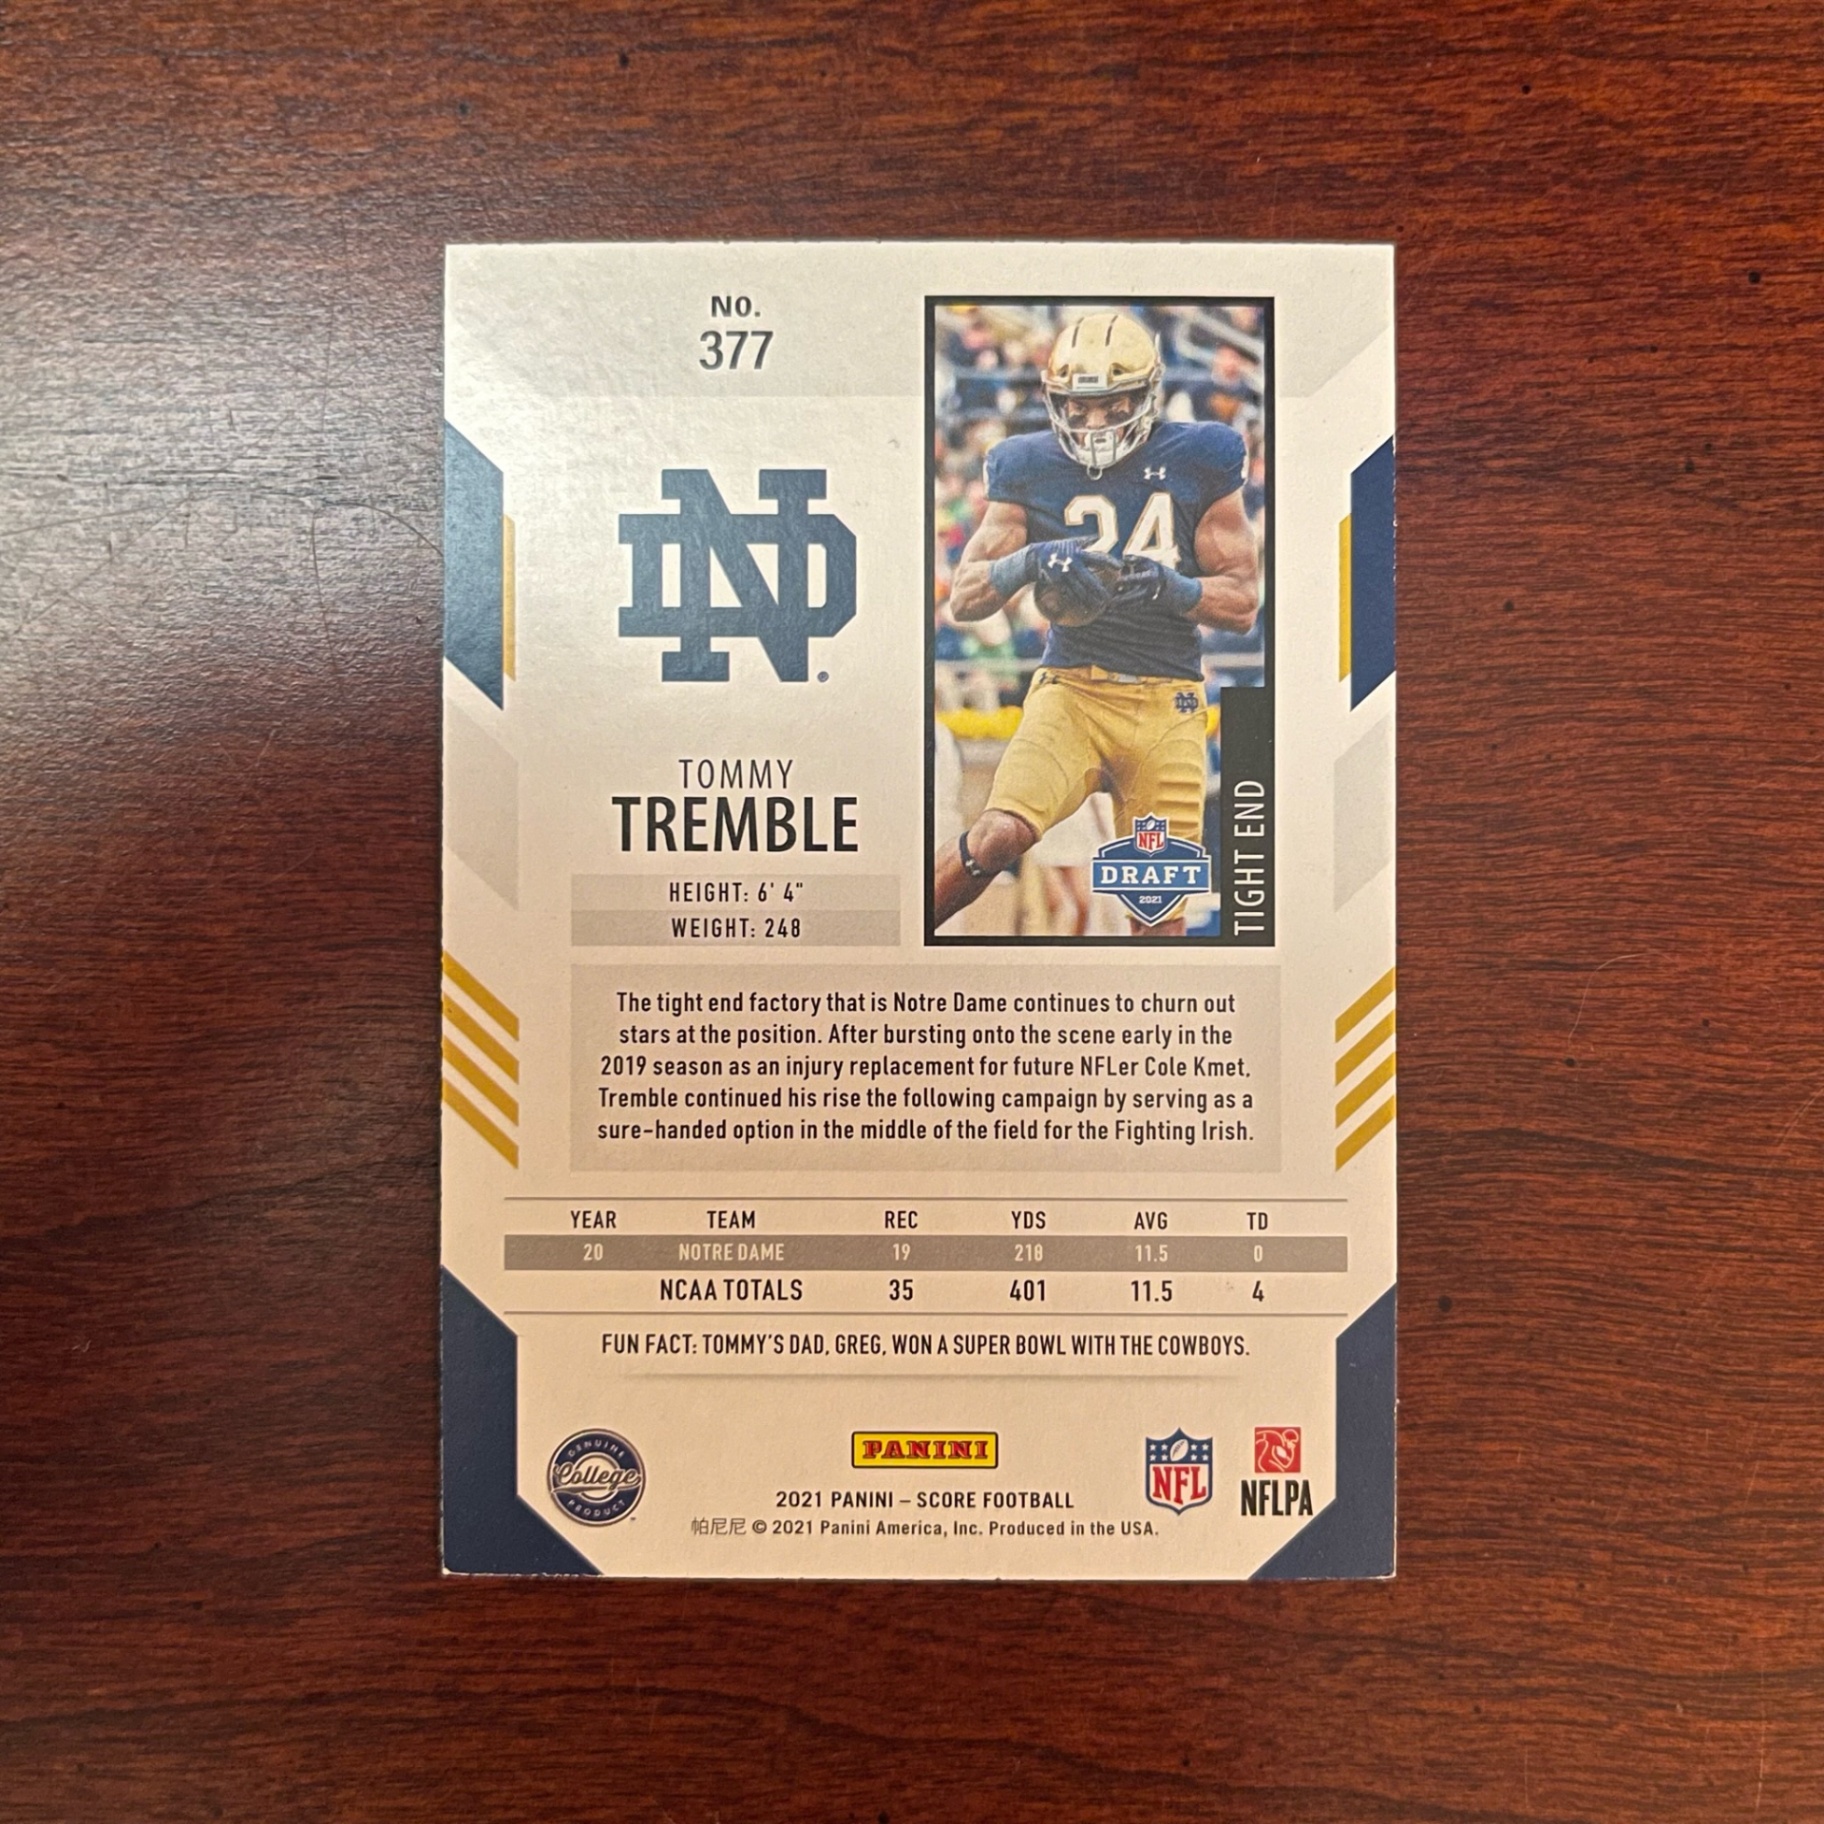 No.
377
ND
®
TOMMY
TREMBLE
HEIGHT: 6' 4"
WEIGHT: 248
24
NFL
DRAFT
2021
TIGHT END
The tight end factory that is Notre Dame continues to churn out
stars at the position. After bursting onto the scene early in the
2019 season as an injury replacement for future NFLer Cole Kmet,
Tremble continued his rise the following campaign by serving as a
sure-handed option in the middle of the field for the Fighting Irish.
YEAR TEAM REC YDS AVG TD
20 NOTRE DAME 19 218 11.5 0
NCAA TOTALS 35 401 11.5 4
FUN FACT: TOMMY'S DAD, GREG, WON A SUPER BOWL WITH THE COWBOYS.
GENUINE
College
PRODUCT
PANINI
NFL
NFLPA
2021 PANINI – SCORE FOOTBALL
帕尼尼 © 2021 Panini America, Inc. Produced in the USA.